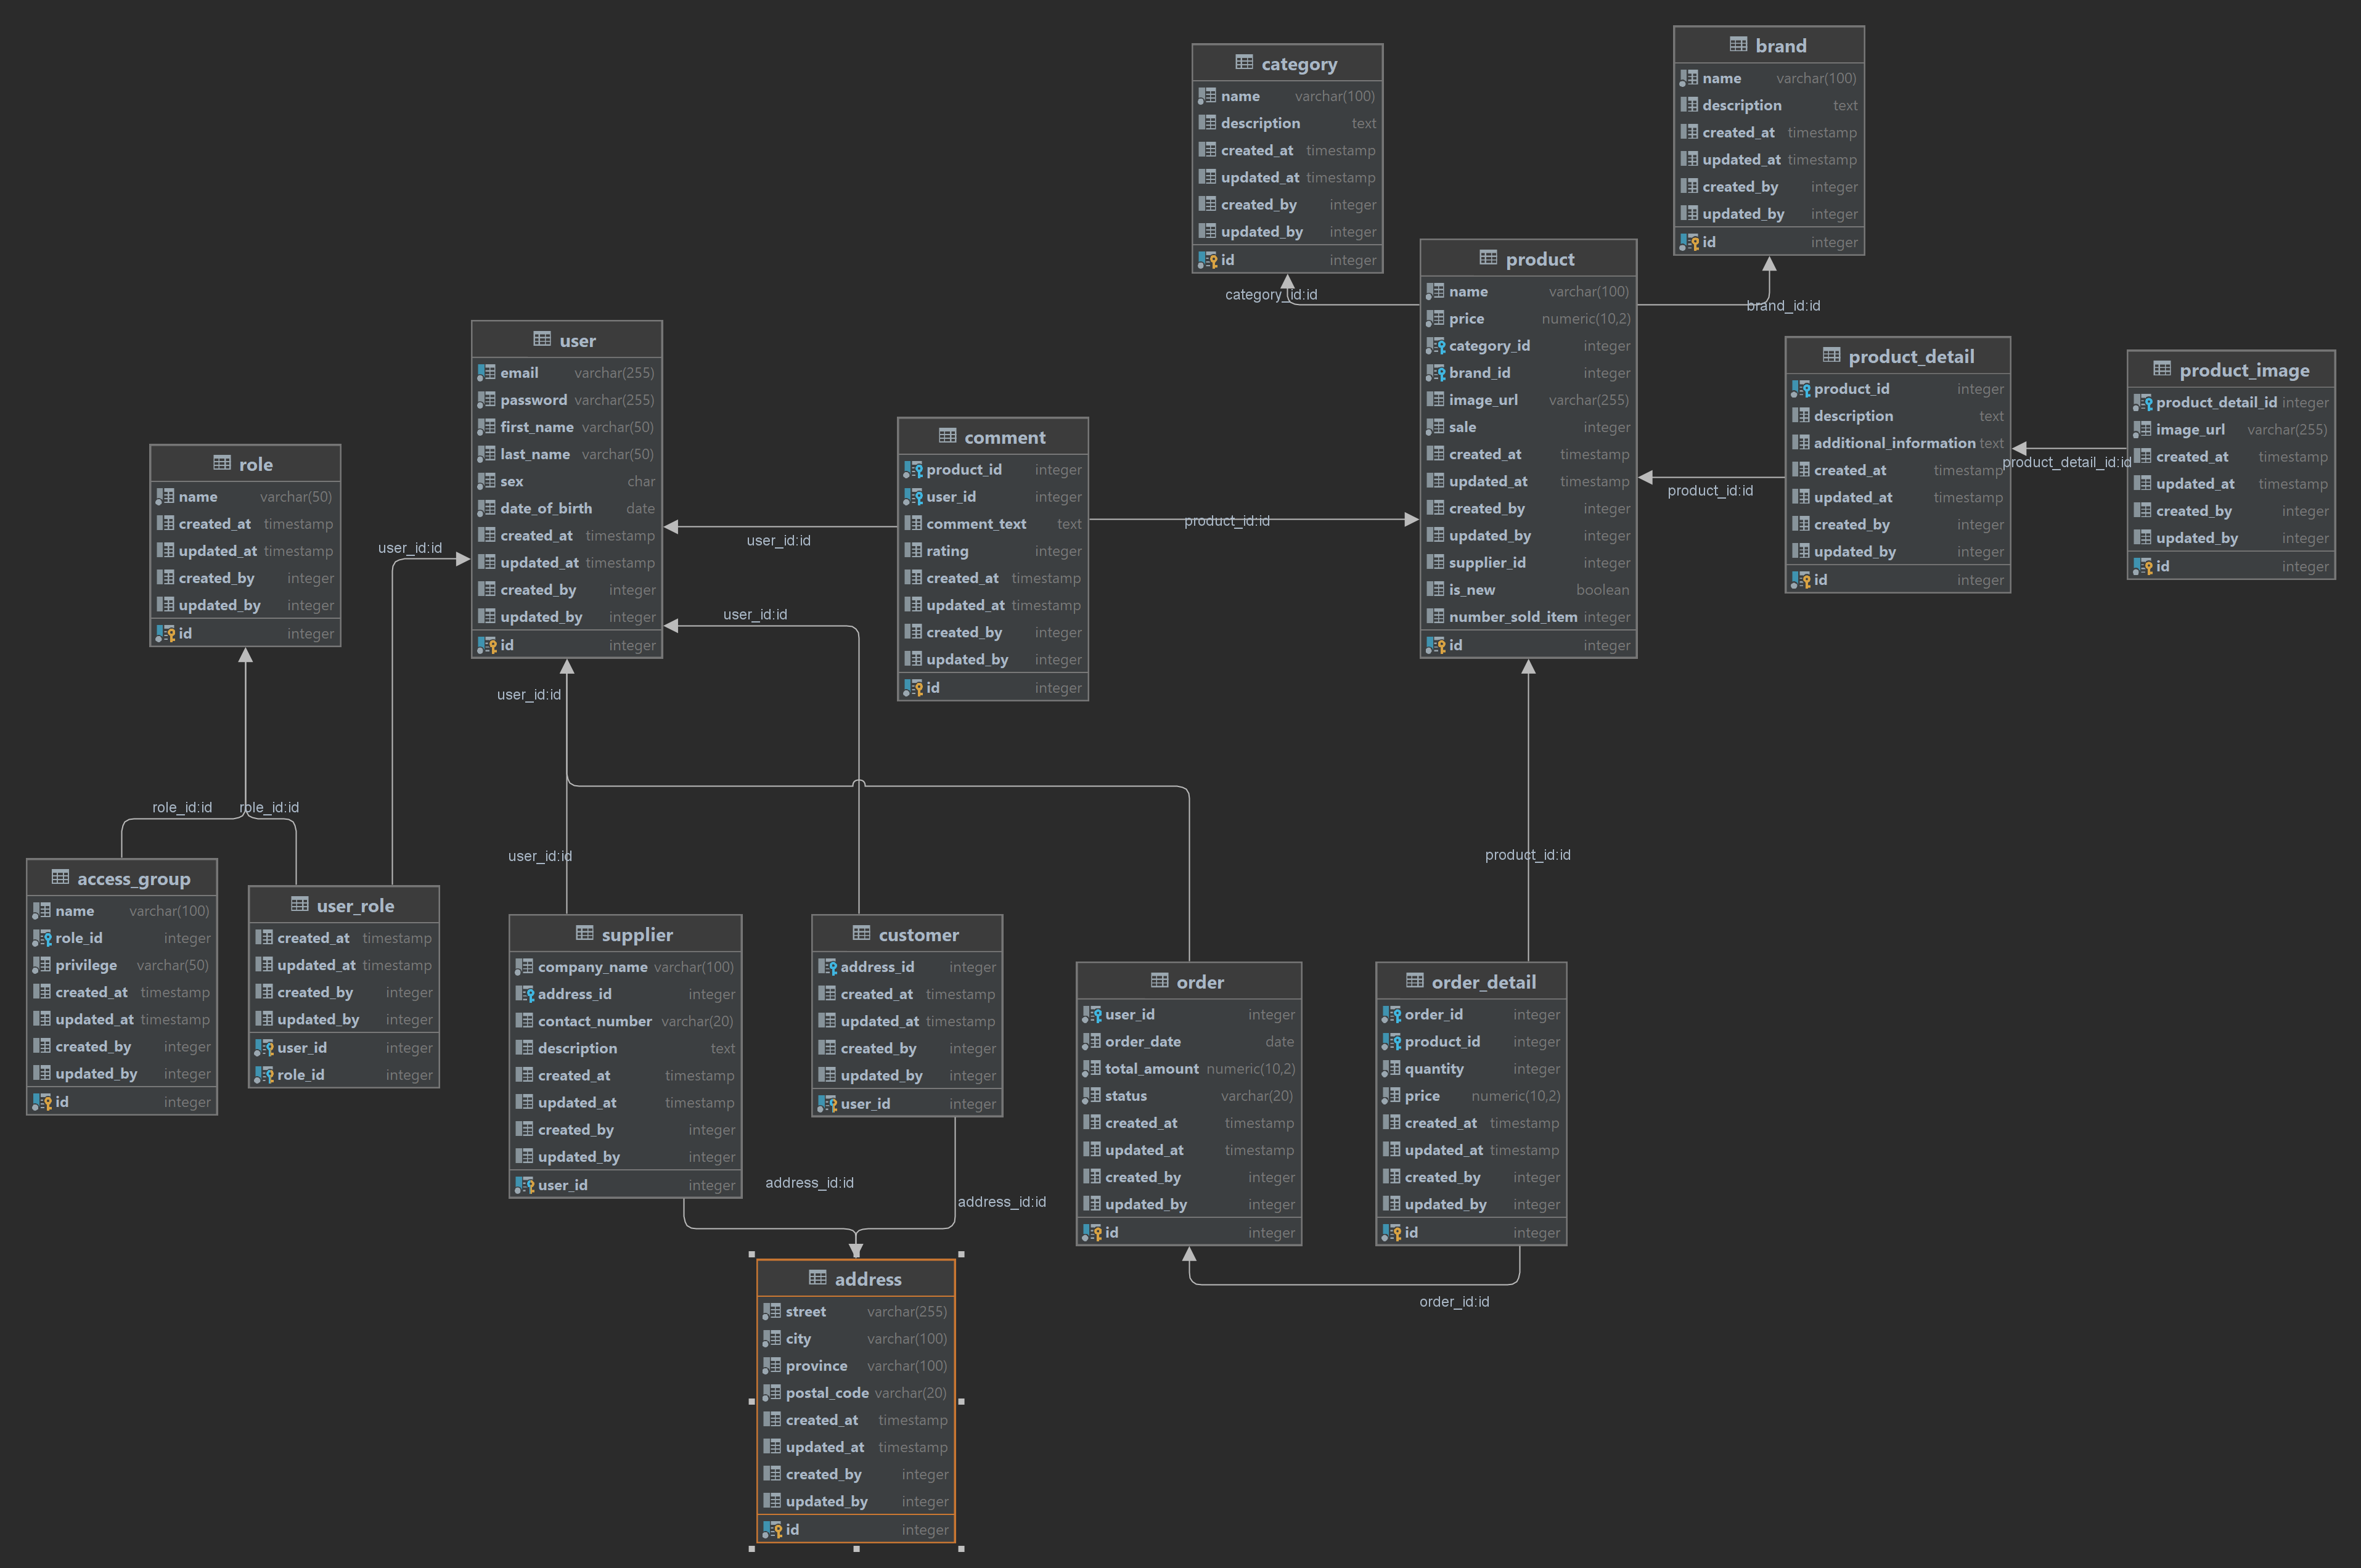 category
name varchar(100)
description text
created_at timestamp
updated_at timestamp
created_by integer
updated_by integer
id integer
brand
name varchar(100)
description text
created_at timestamp
updated_at timestamp
created_by integer
updated_by integer
id integer
category_id:id
brand_id:id
product
name varchar(100)
price numeric(10,2)
category_id integer
brand_id integer
image_url varchar(255)
sale integer
created_at timestamp
updated_at timestamp
created_by integer
updated_by integer
supplier_id integer
is_new boolean
number_sold_item integer
id integer
product_detail
product_id integer
description text
additional_information text
created_at timestamp
updated_at timestamp
created_by integer
updated_by integer
id integer
product_image
product_detail_id integer
image_url varchar(255)
created_at timestamp
updated_at timestamp
created_by integer
updated_by integer
id integer
product_detail_id:id
product_id:id
user
email varchar(255)
password varchar(255)
first_name varchar(50)
last_name varchar(50)
sex char
date_of_birth date
created_at timestamp
updated_at timestamp
created_by integer
updated_by integer
id integer
comment
product_id integer
user_id integer
comment_text text
rating integer
created_at timestamp
updated_at timestamp
created_by integer
updated_by integer
id integer
product_id:id
user_id:id
user_id:id
role
name varchar(50)
created_at timestamp
updated_at timestamp
created_by integer
updated_by integer
id integer
user_id:id
user_id:id
role_id:id
role_id:id
user_id:id
product_id:id
access_group
name varchar(100)
role_id integer
privilege varchar(50)
created_at timestamp
updated_at timestamp
created_by integer
updated_by integer
id integer
user_role
created_at timestamp
updated_at timestamp
created_by integer
updated_by integer
user_id integer
role_id integer
supplier
company_name varchar(100)
address_id integer
contact_number varchar(20)
description text
created_at timestamp
updated_at timestamp
created_by integer
updated_by integer
user_id integer
customer
address_id integer
created_at timestamp
updated_at timestamp
created_by integer
updated_by integer
user_id integer
order
user_id integer
order_date date
total_amount numeric(10,2)
status varchar(20)
created_at timestamp
updated_at timestamp
created_by integer
updated_by integer
id integer
order_detail
order_id integer
product_id integer
quantity integer
price numeric(10,2)
created_at timestamp
updated_at timestamp
created_by integer
updated_by integer
id integer
address_id:id
address_id:id
order_id:id
address
street varchar(255)
city varchar(100)
province varchar(100)
postal_code varchar(20)
created_at timestamp
updated_at timestamp
created_by integer
updated_by integer
id integer